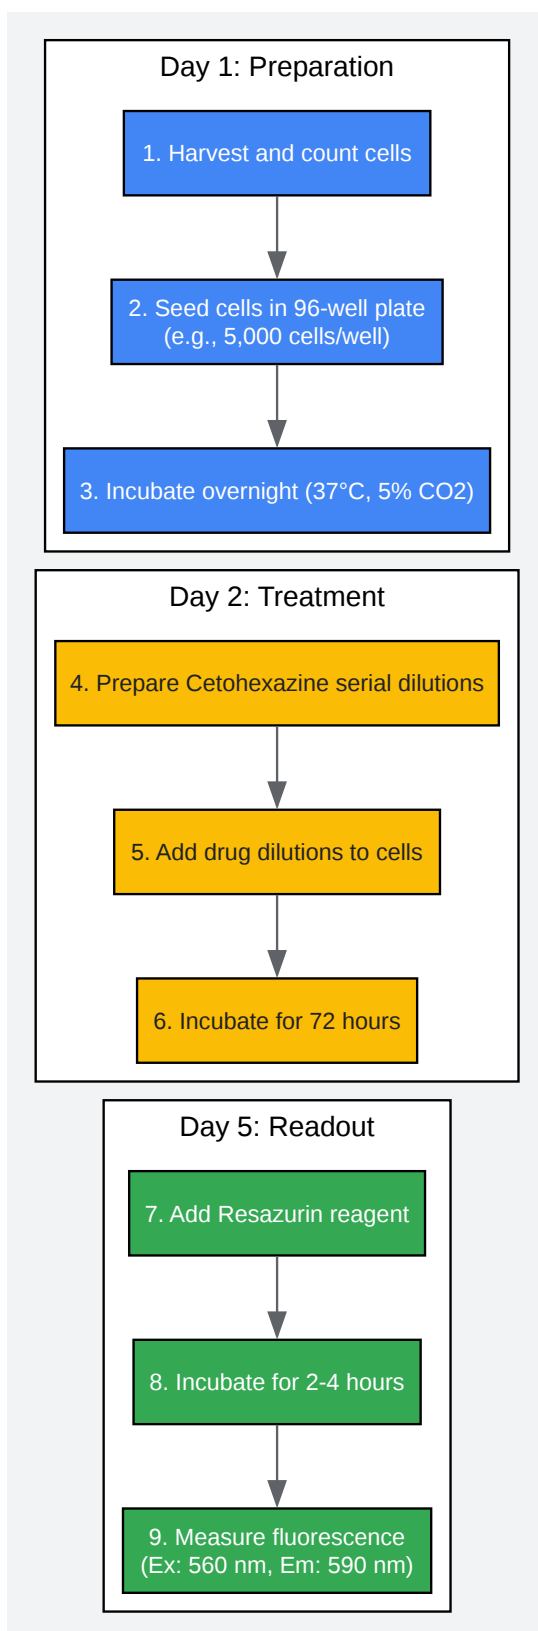 Day 1: Preparation
1. Harvest and count cells
2. Seed cells in 96-well plate
(e.g., 5,000 cells/well)
3. Incubate overnight (37°C, 5% CO2)
Day 2: Treatment
4. Prepare Cetohexazine serial dilutions
5. Add drug dilutions to cells
6. Incubate for 72 hours
Day 5: Readout
7. Add Resazurin reagent
8. Incubate for 2-4 hours
9. Measure fluorescence
(Ex: 560 nm, Em: 590 nm)